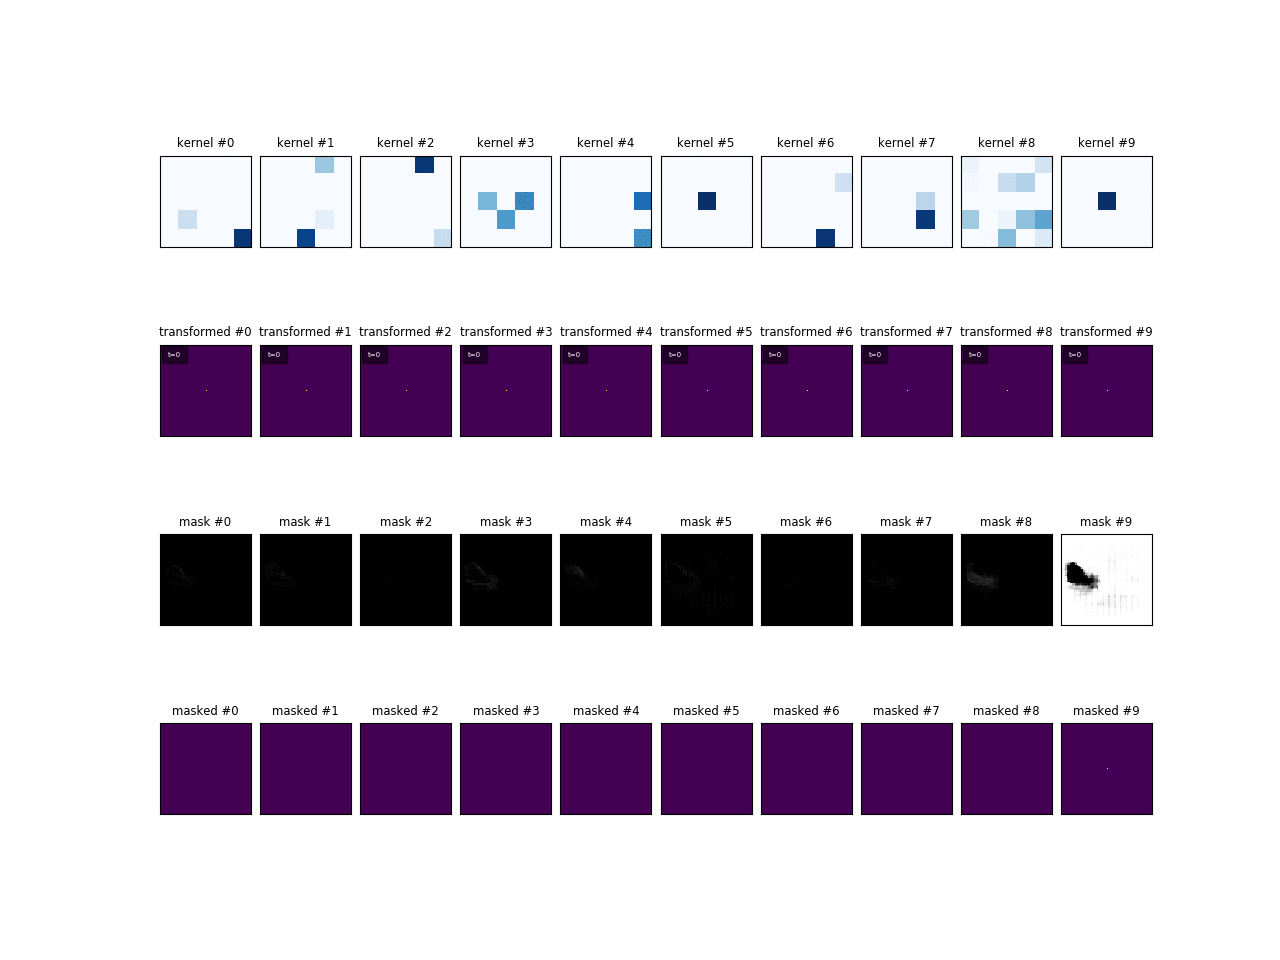 kernel #0 kernel #1 kernel #2 kernel #3 kernel #4 kernel #5 kernel #6 kernel #7 kernel #8 kernel #9
transformed #0 transformed #1 transformed #2 transformed #3 transformed #4 transformed #5 transformed #6 transformed #7 transformed #8 transformed #9
t=0 t=0 t=0 t=0 t=0 t=0 t=0 t=0 t=0 t=0
mask #0 mask #1 mask #2 mask #3 mask #4 mask #5 mask #6 mask #7 mask #8 mask #9
masked #0 masked #1 masked #2 masked #3 masked #4 masked #5 masked #6 masked #7 masked #8 masked #9